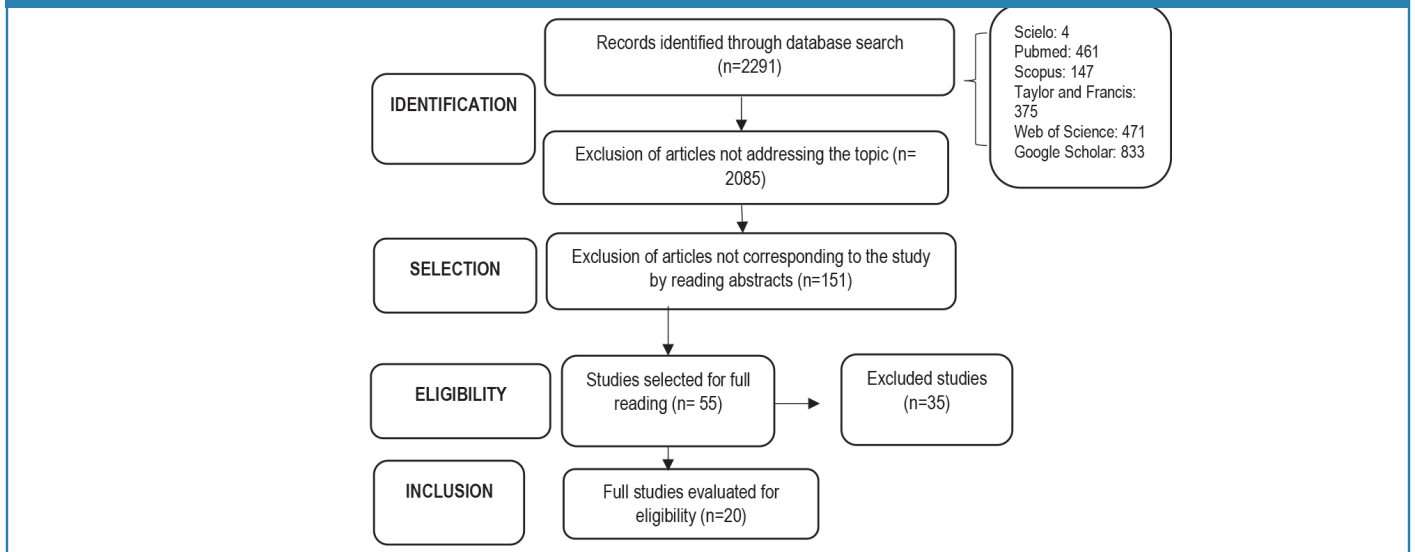 Records identified through database search
(n=2291)
Scielo: 4
Pubmed: 461
Scopus: 147
Taylor and Francis:
375
Web of Science: 471
Google Scholar: 833
IDENTIFICATION
Exclusion of articles not addressing the topic (n=
2085)
SELECTION
Exclusion of articles not corresponding to the study
by reading abstracts (n=151)
ELIGIBILITY
Studies selected for full
reading (n= 55)
Excluded studies
(n=35)
INCLUSION
Full studies evaluated for
eligibility (n=20)